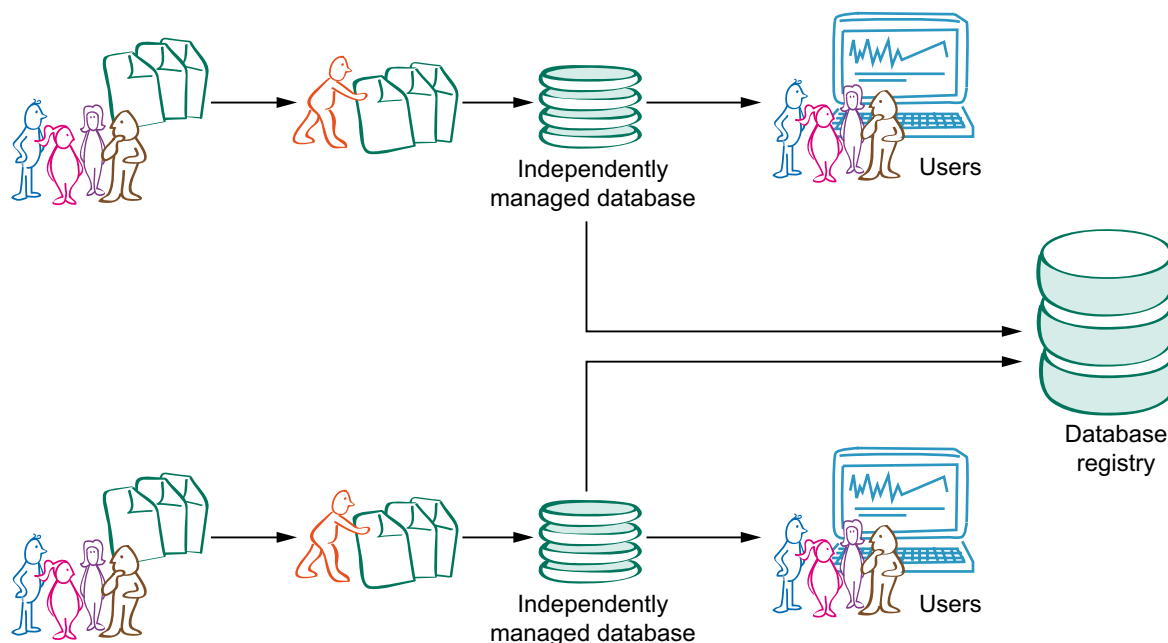 Independently
managed database
Users
Database
registry
Independently
managed database
Users